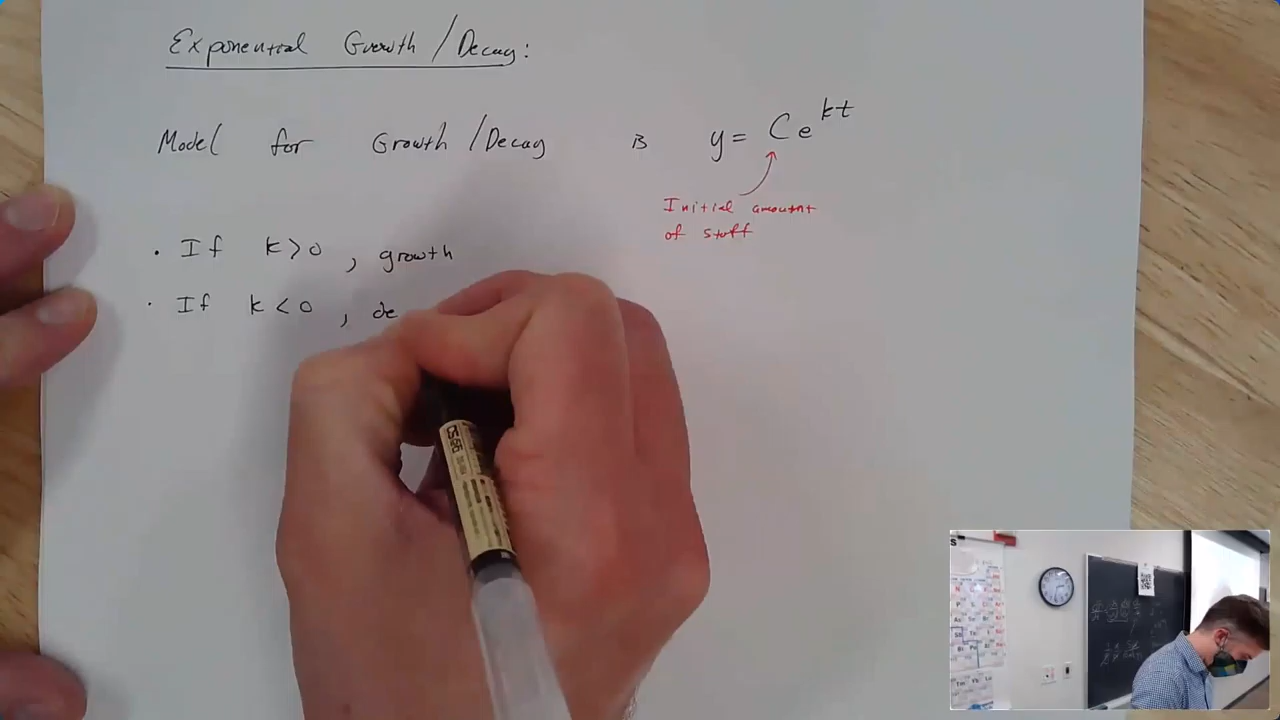 Exponential Growth/Decay:
Model for Growth/Decay is y = Ce^{kt}
Initial amount
of stuff
· If k>0, growth
· If k<0, de